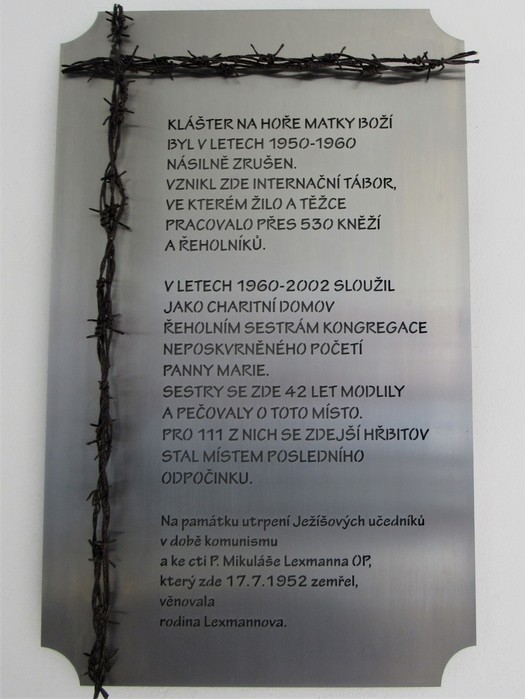 KLÁŠTER NA HOŘE MATKY BOŽÍ
BYL V LETECH 1950-1960
NÁSILNĚ ZRUŠEN.
VZNIKL ZDE INTERNAČNÍ TÁBOR,
VE KTERÉM ŽILO A TĚŽCE
PRACOVALO PŘES 530 KNĚŽÍ
A ŘEHOLNÍKŮ.
V LETECH 1960-2002 SLOUŽIL
JAKO CHARITNÍ DOMOV
ŘEHOLNÍM SESTRÁM KONGREGACE
NEPOSKVRNĚNÉHO POČETÍ
PANNY MARIE.
SESTRY SE ZDE 42 LET MODLILY
A PEČOVALY O TOTO MÍSTO.
PRO 111 Z NICH SE ZDEJŠÍ HŘBITOV
STAL MÍSTEM POSLEDNÍHO
ODPOČINKU.
Na památku utrpení Ježíšových učedníků
v době komunismu
a ke cti P. Mikuláše Lexmanna OP,
který zde 17.7.1952 zemřel,
věnovala
rodina Lexmannova.